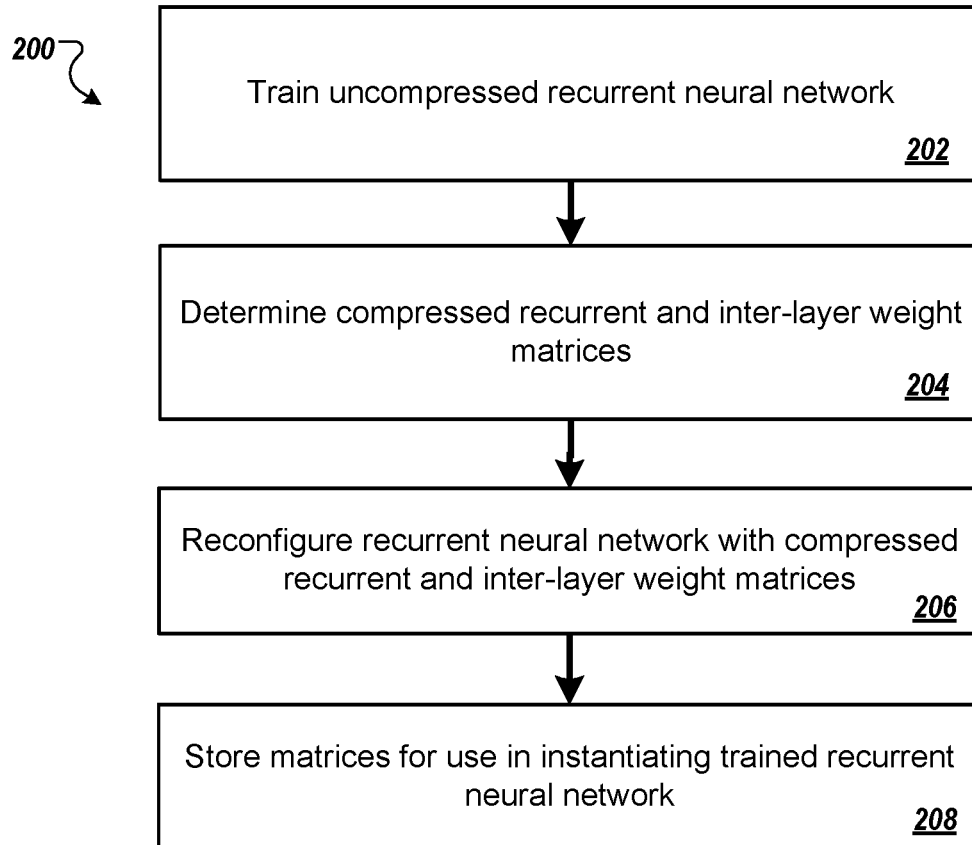 200
Train uncompressed recurrent neural network
202
Determine compressed recurrent and inter-layer weight
matrices
204
Reconfigure recurrent neural network with compressed
recurrent and inter-layer weight matrices
206
Store matrices for use in instantiating trained recurrent
neural network
208